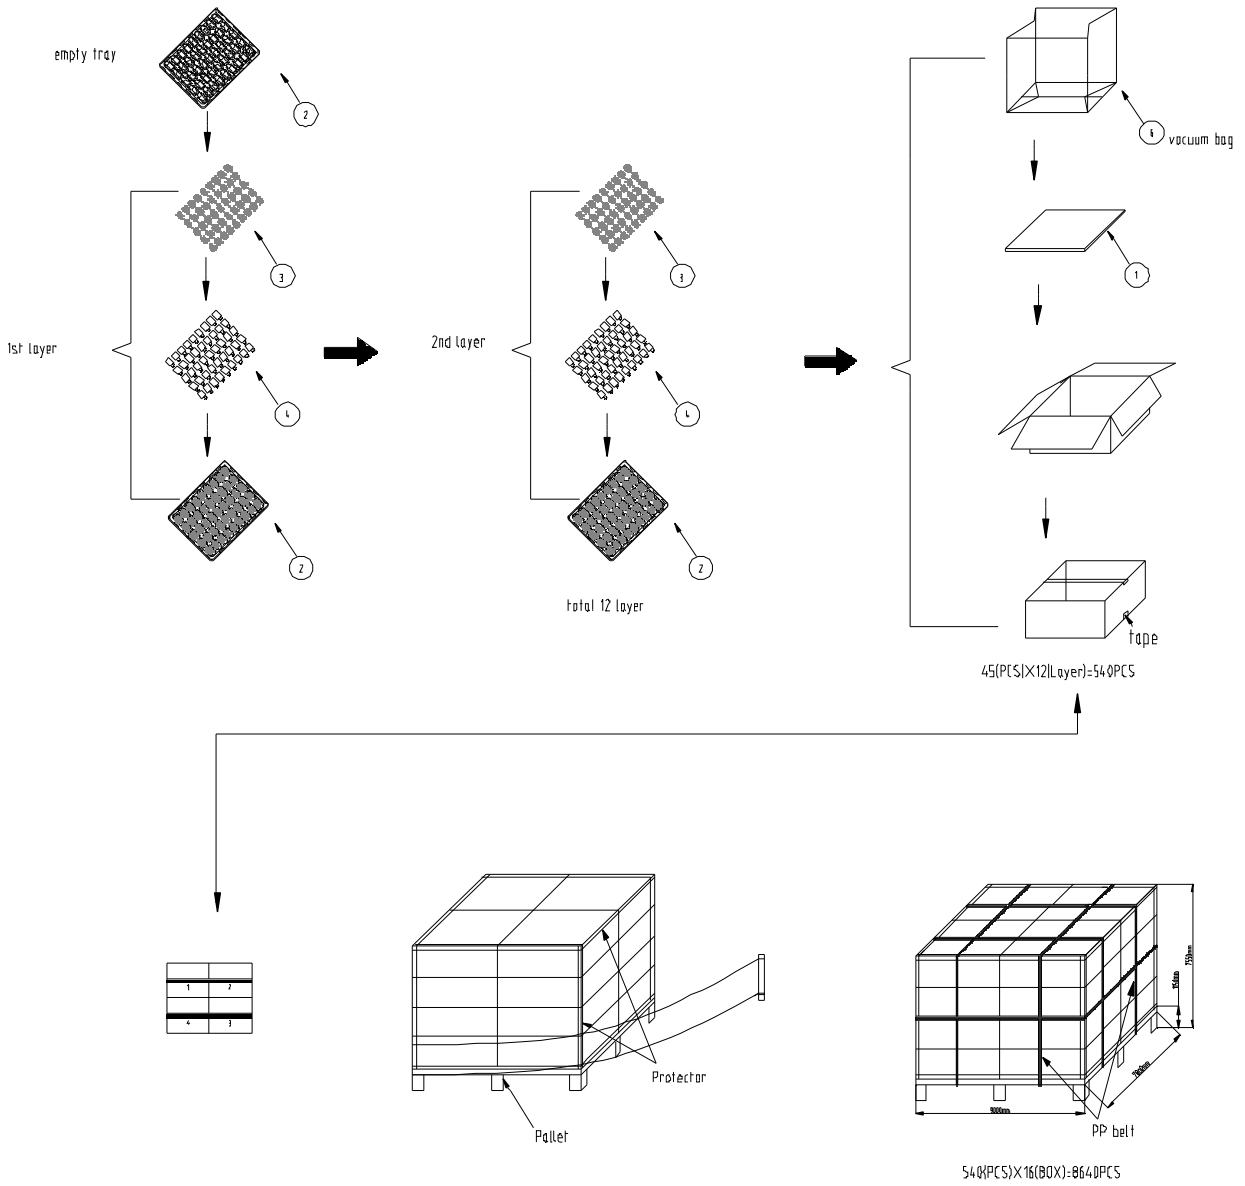 empty tray
2
6
vacuum bag
3
3
1
1st layer
2nd layer
4
4
2
2
total 12 layer
tape
45(PCS|X12|Layer)=540PCS
1 2
4 3
Protector
Pallet
PP belt
540(PCS)X16(BOX)=8640PCS